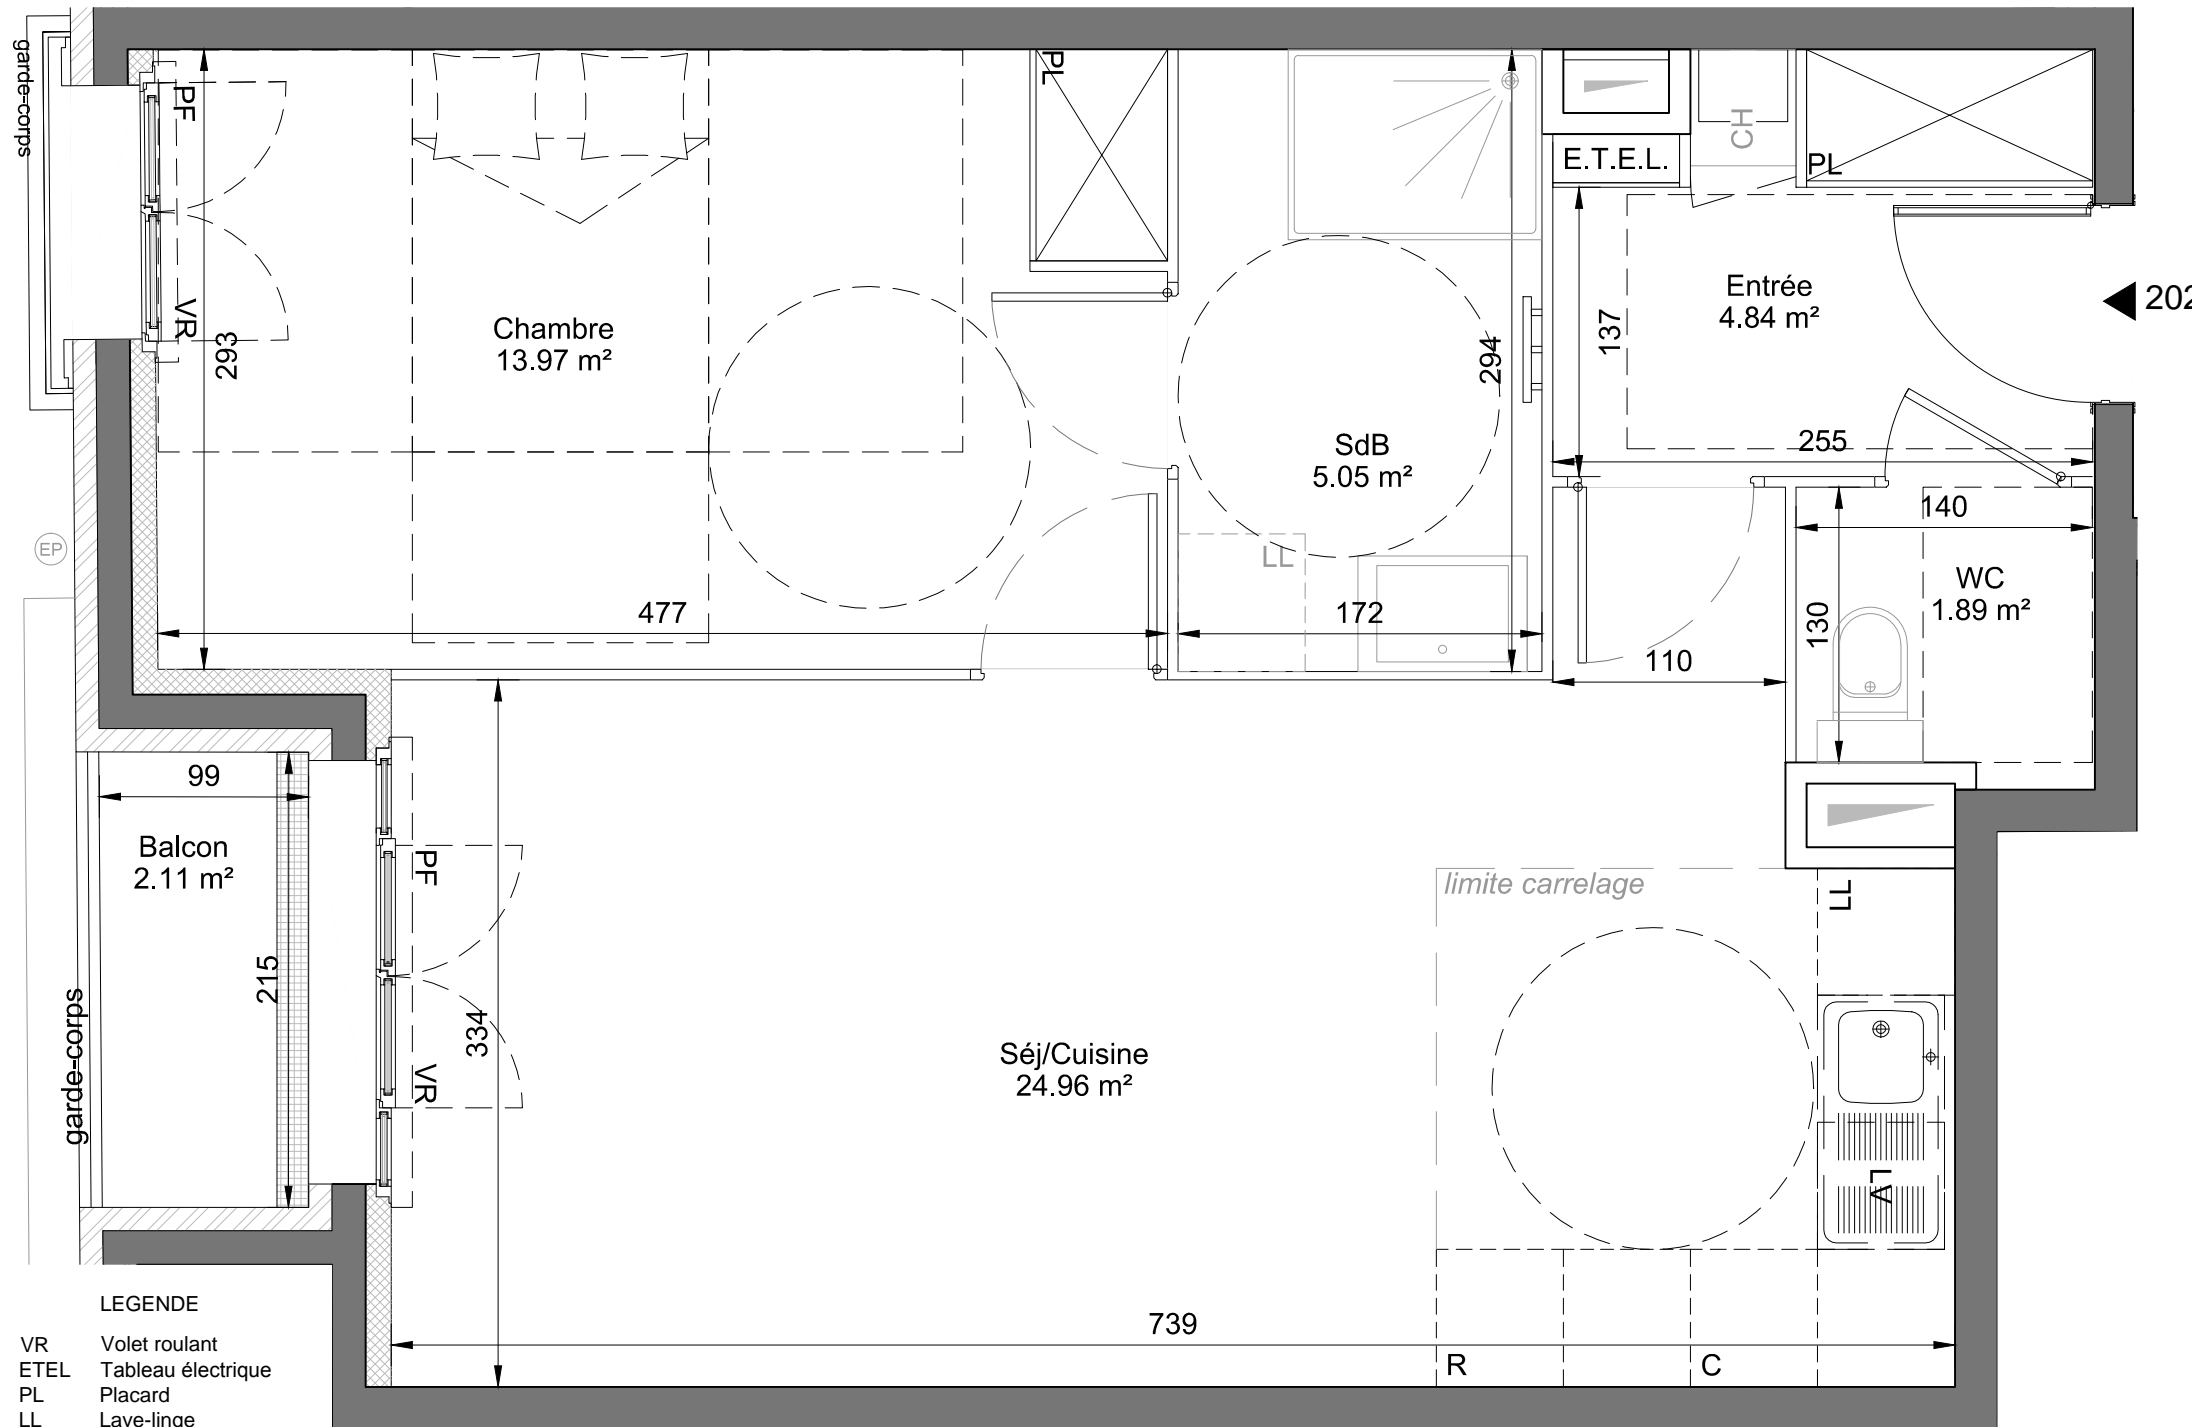 garde-corps
PF
VR
293
Chambre
13.97 m²
477
PL
294
SdB
5.05 m²
LL
172
E.T.E.L.
CH
PL
137
Entrée
4.84 m²
255
202
140
WC
1.89 m²
130
110
EP
99
Balcon
2.11 m²
215
garde-corps
PF
VR
334
Séj/Cuisine
24.96 m²
limite carrelage
LL
LV
739
R
C
LEGENDE
VR Volet roulant
ETEL Tableau électrique
PL Placard
LL Lave-linge